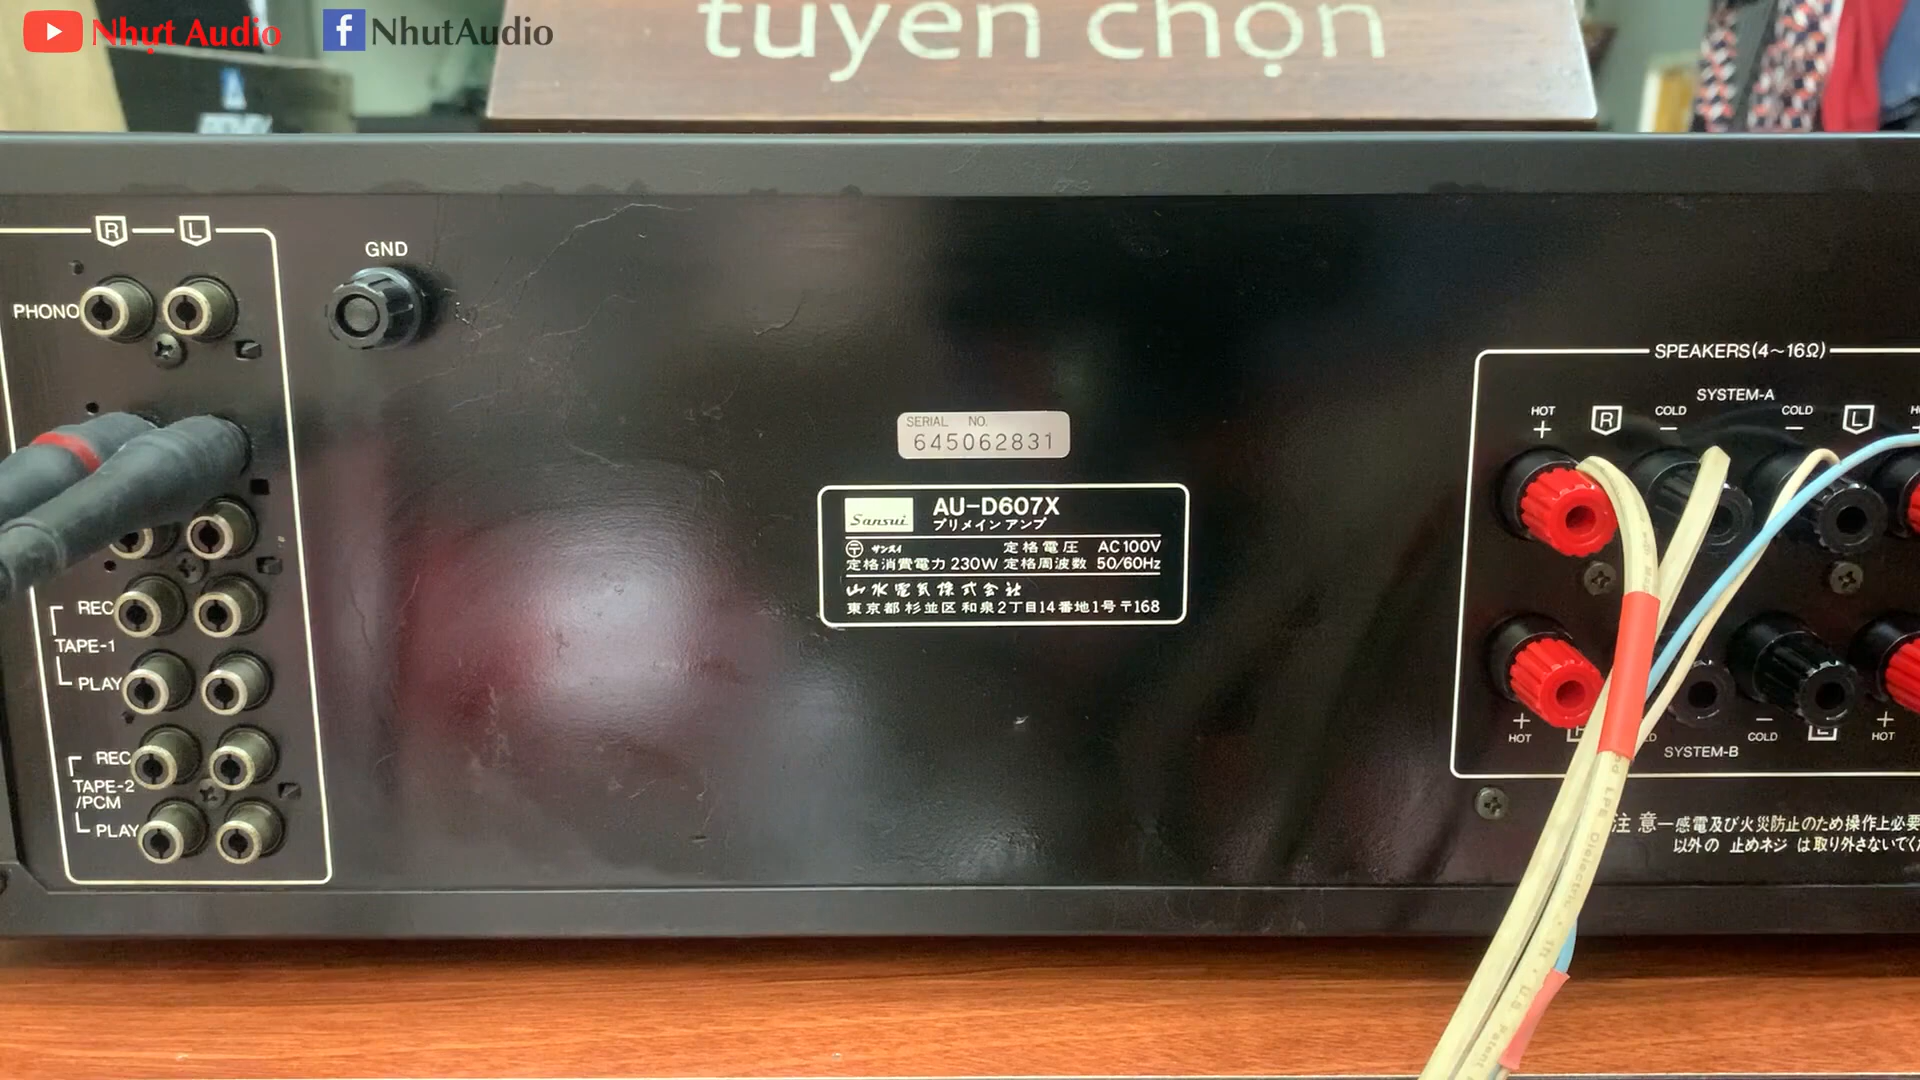 Nhựt Audio
NhutAudio
tuyển chọn
R
L
GND
PHONO
SPEAKERS(4~16Ω)
SYSTEM-A
HOT
R
COLD
COLD
L
+
−
−
SERIAL NO.
645062831
Sansui
AU-D607X
プリメインアンプ
サンスイ 定格電圧 AC100V
定格消費電力 230W 定格周波数 50/60Hz
山水電気株式会社
東京都杉並区和泉2丁目14番地1号〒168
REC
TAPE-1
PLAY
REC
TAPE-2
/PCM
PLAY
+
−
+
HOT
COLD
L
HOT
SYSTEM-B
注意—感電及び火災防止のため操作上必要
以外の 止めネジ は取り外さないでく